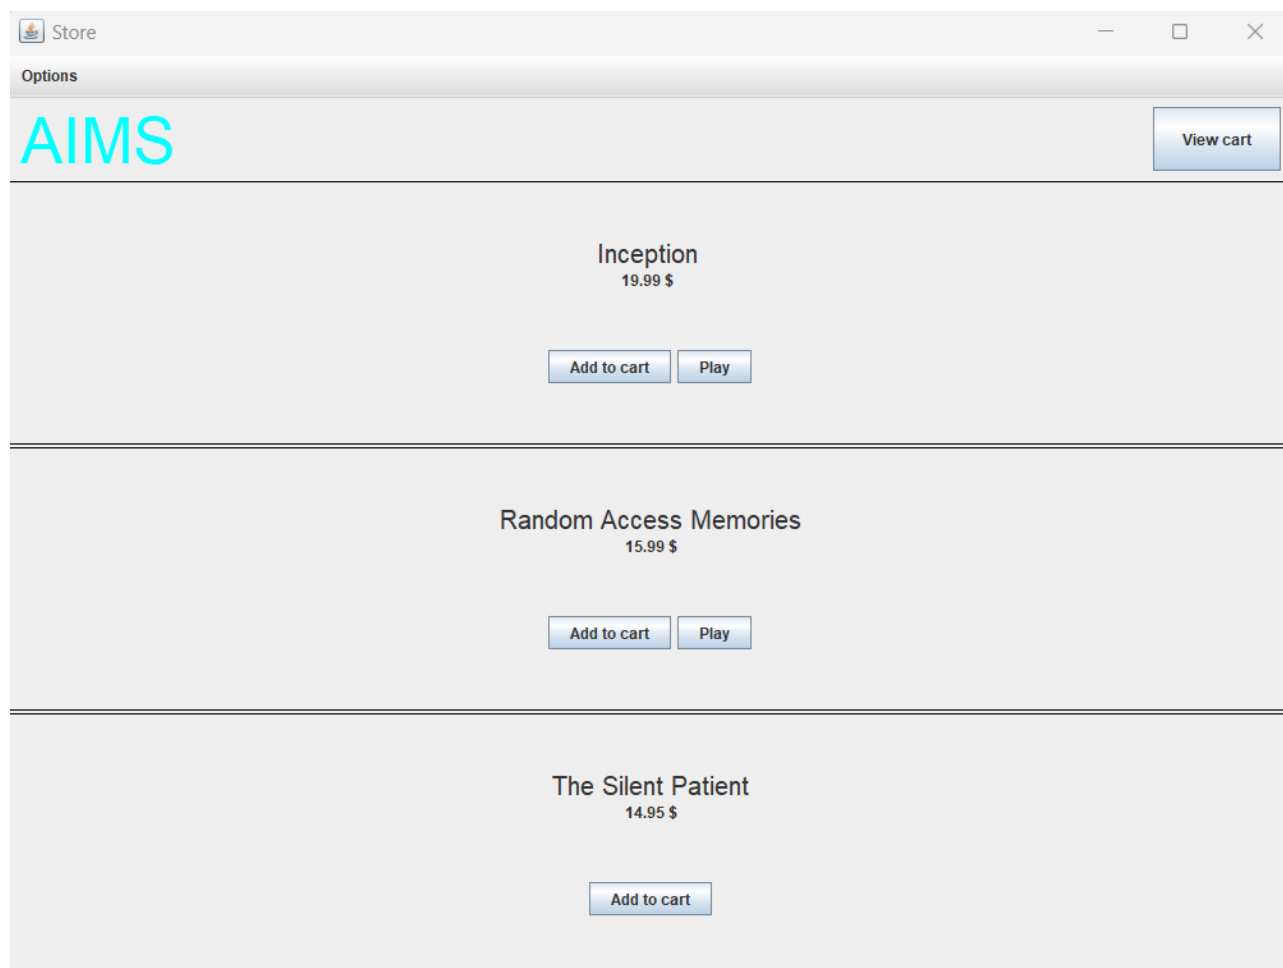 Store
Options
AIMS
View cart
Inception
19.99 $
Add to cart Play
Random Access Memories
15.99 $
Add to cart Play
The Silent Patient
14.95 $
Add to cart